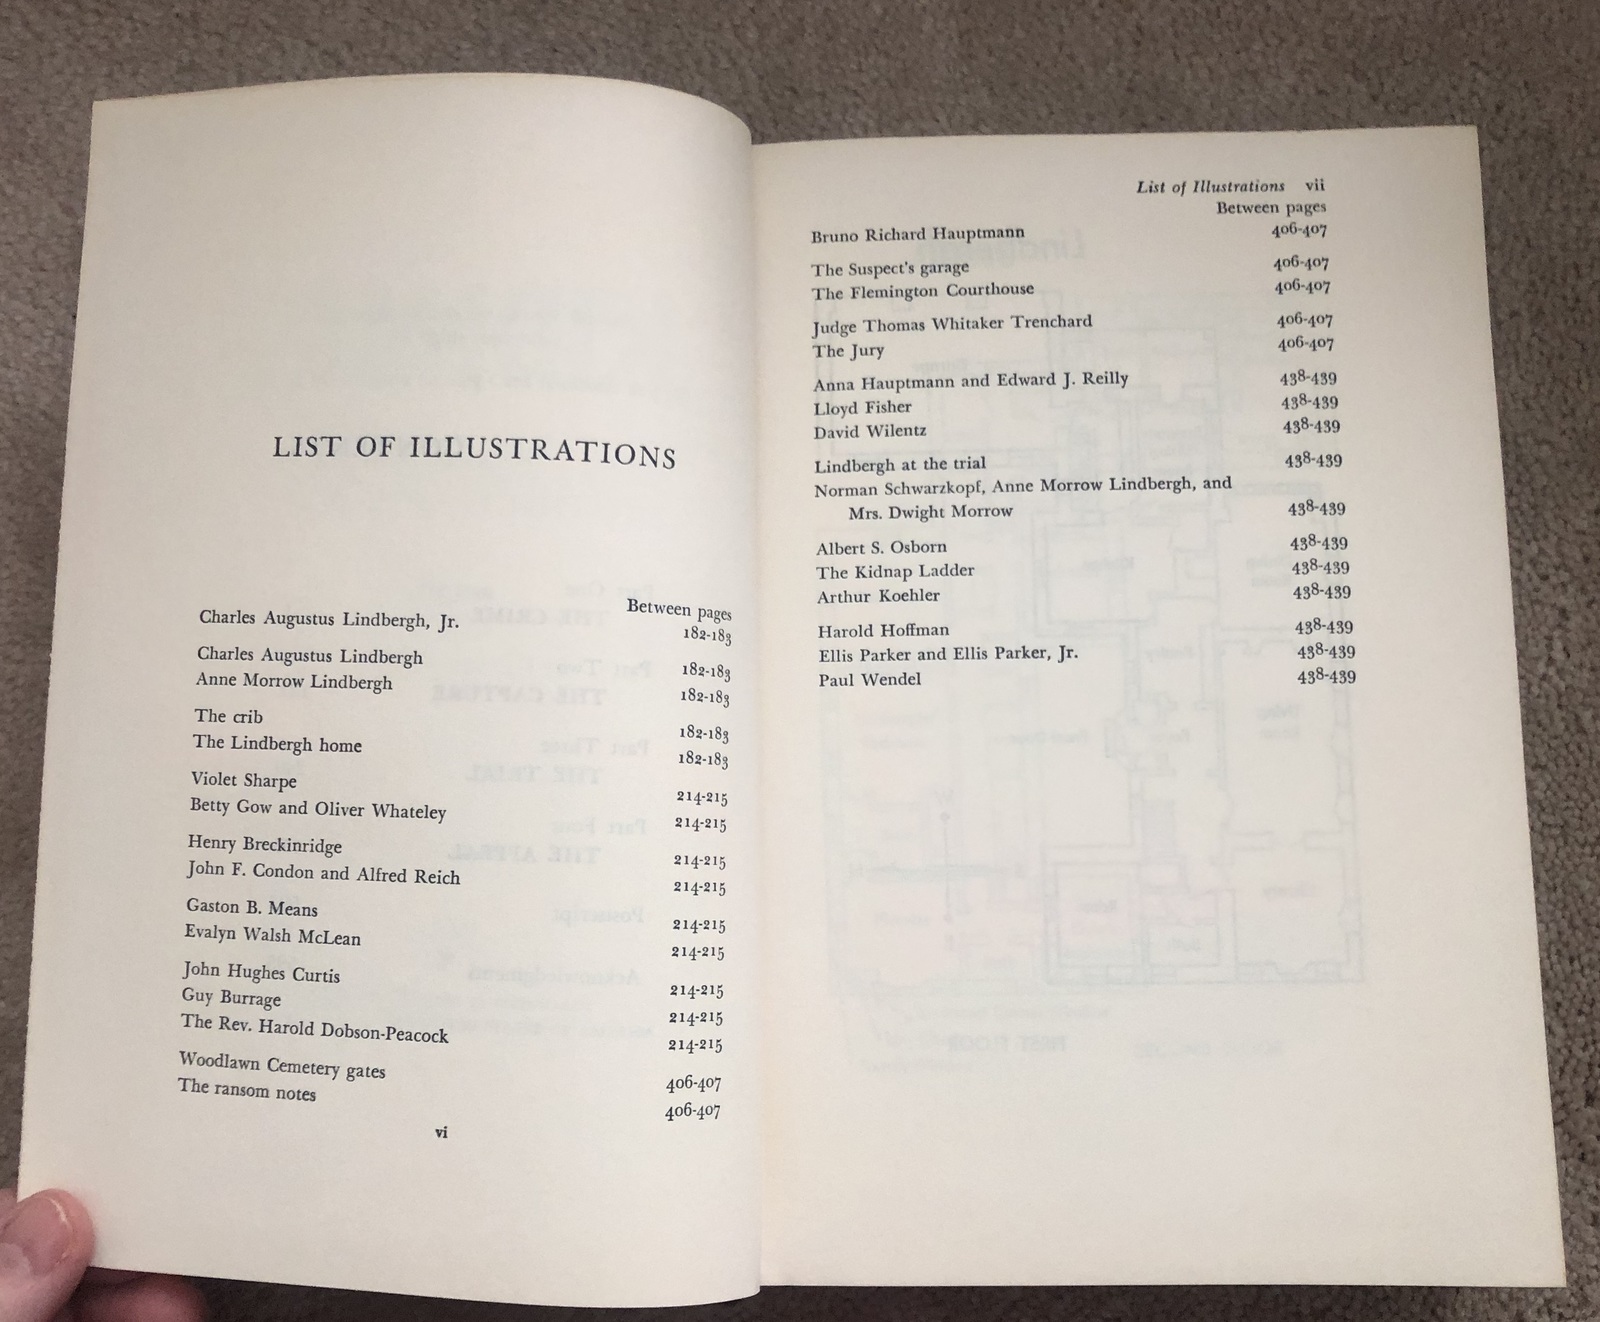 LIST OF ILLUSTRATIONS
Between pages
Charles Augustus Lindbergh, Jr. 182-183
Charles Augustus Lindbergh 182-183
Anne Morrow Lindbergh 182-183
The crib 182-183
The Lindbergh home 182-183
Violet Sharpe 214-215
Betty Gow and Oliver Whateley 214-215
Henry Breckinridge 214-215
John F. Condon and Alfred Reich 214-215
Gaston B. Means 214-215
Evalyn Walsh McLean 214-215
John Hughes Curtis 214-215
Guy Burrage 214-215
The Rev. Harold Dobson-Peacock 214-215
Woodlawn Cemetery gates 406-407
The ransom notes 406-407
vi
List of Illustrations vii
Between pages
Bruno Richard Hauptmann 406-407
The Suspect's garage 406-407
The Flemington Courthouse 406-407
Judge Thomas Whitaker Trenchard 406-407
The Jury 406-407
Anna Hauptmann and Edward J. Reilly 438-439
Lloyd Fisher 438-439
David Wilentz 438-439
Lindbergh at the trial 438-439
Norman Schwarzkopf, Anne Morrow Lindbergh, and
Mrs. Dwight Morrow 438-439
Albert S. Osborn 438-439
The Kidnap Ladder 438-439
Arthur Koehler 438-439
Harold Hoffman 438-439
Ellis Parker and Ellis Parker, Jr. 438-439
Paul Wendel 438-439